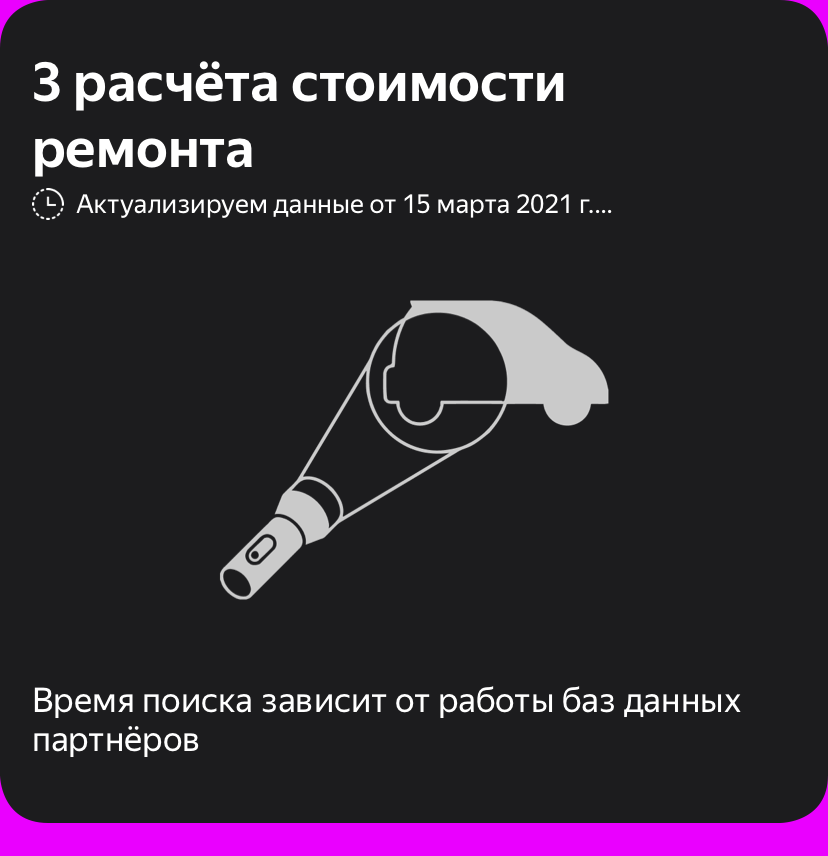 3 расчёта стоимости
ремонта
Актуализируем данные от 15 марта 2021 г....
Время поиска зависит от работы баз данных
партнёров